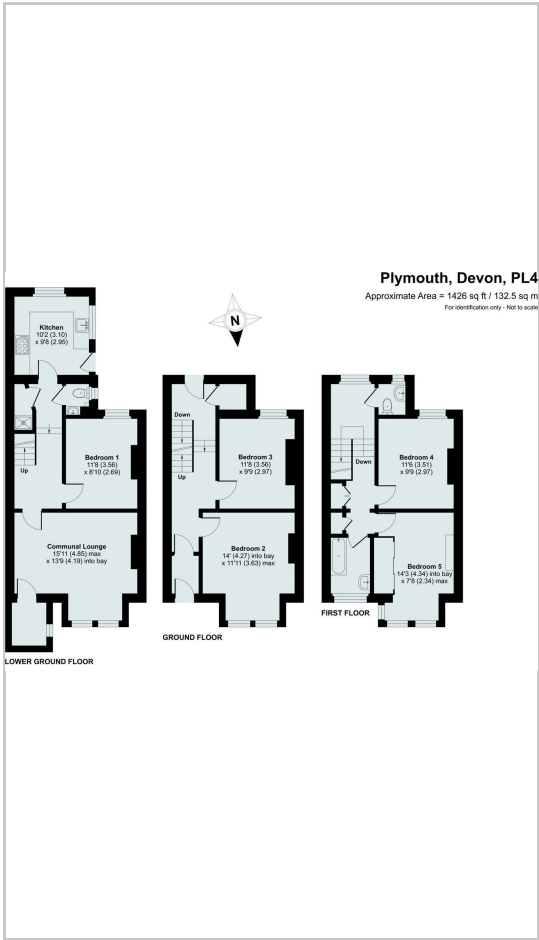 Plymouth, Devon, PL4
Approximate Area = 1426 sq ft / 132.5 sq m
For identification only - Not to scale
N
Kitchen
10'2 (3.10)
x 9'8 (2.95)
Bedroom 1
11'8 (3.56)
x 8'10 (2.69)
Up
Communal Lounge
15'11 (4.85) max
x 13'9 (4.19) into bay
LOWER GROUND FLOOR
Down
Up
Bedroom 3
11'8 (3.56)
x 9'9 (2.97)
Bedroom 2
14' (4.27) into bay
x 11'11 (3.63) max
GROUND FLOOR
Down
Bedroom 4
11'6 (3.51)
x 9'9 (2.97)
Bedroom 5
14'3 (4.34) into bay
x 7'8 (2.34) max
FIRST FLOOR